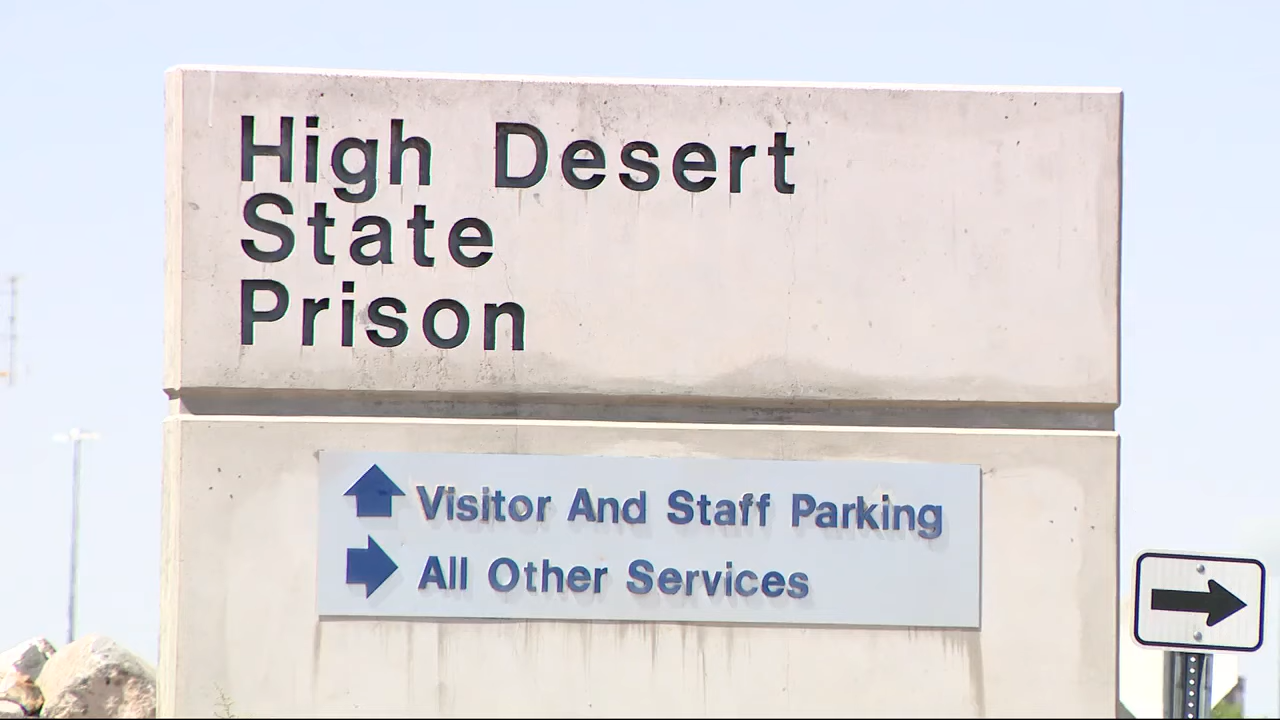 High Desert
State
Prison
Visitor And Staff Parking
All Other Services